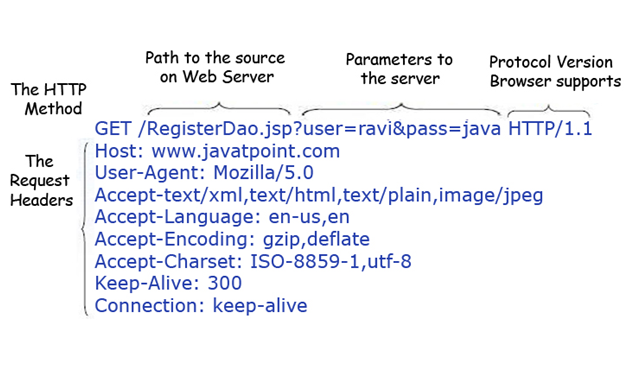 Path to the source
on Web Server
Parameters to
the server
Protocol Version
Browser supports
The HTTP
Method
GET /RegisterDao.jsp?user=ravi&pass=java HTTP/1.1
The
Request
Headers
Host: www.javatpoint.com
User-Agent: Mozilla/5.0
Accept-text/xml,text/html,text/plain,image/jpeg
Accept-Language: en-us,en
Accept-Encoding: gzip,deflate
Accept-Charset: ISO-8859-1,utf-8
Keep-Alive: 300
Connection: keep-alive